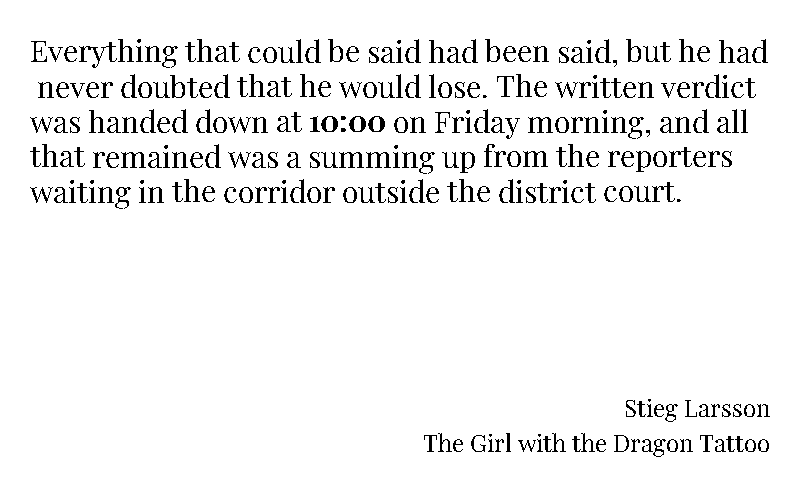 Everything that could be said had been said, but he had
never doubted that he would lose. The written verdict
was handed down at 10:00 on Friday morning, and all
that remained was a summing up from the reporters
waiting in the corridor outside the district court.
Stieg Larsson
The Girl with the Dragon Tattoo